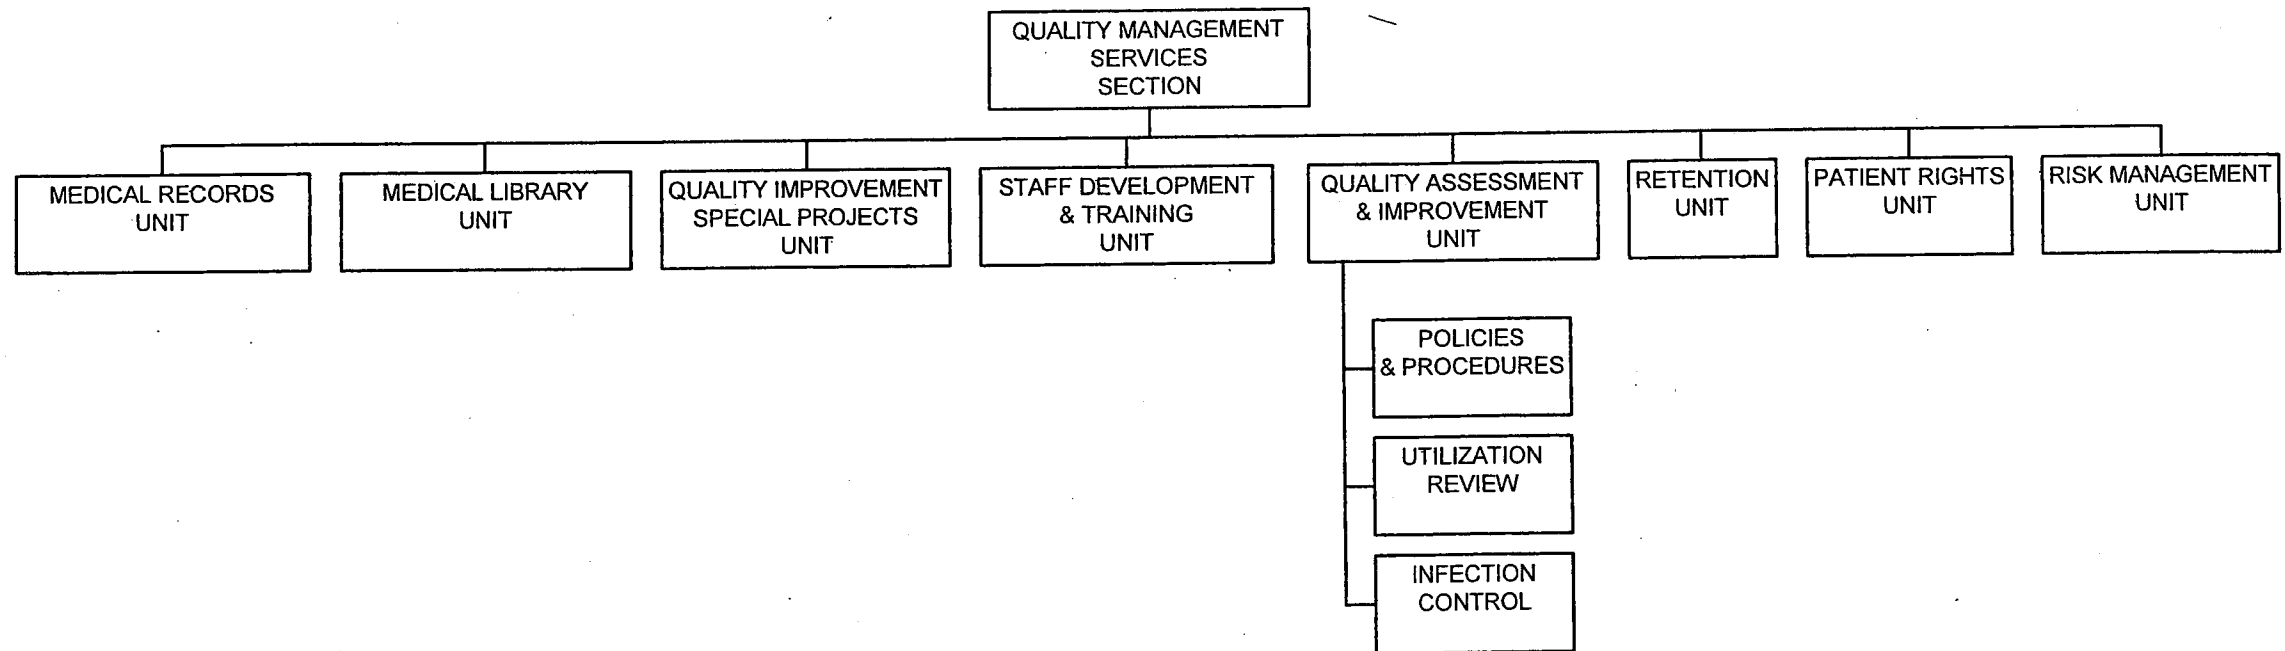 QUALITY MANAGEMENT
SERVICES
SECTION
MEDICAL RECORDS
UNIT
MEDICAL LIBRARY
UNIT
QUALITY IMPROVEMENT
SPECIAL PROJECTS
UNIT
STAFF DEVELOPMENT
& TRAINING
UNIT
QUALITY ASSESSMENT
& IMPROVEMENT
UNIT
RETENTION
UNIT
PATIENT RIGHTS
UNIT
RISK MANAGEMENT
UNIT
POLICIES
& PROCEDURES
UTILIZATION
REVIEW
INFECTION
CONTROL